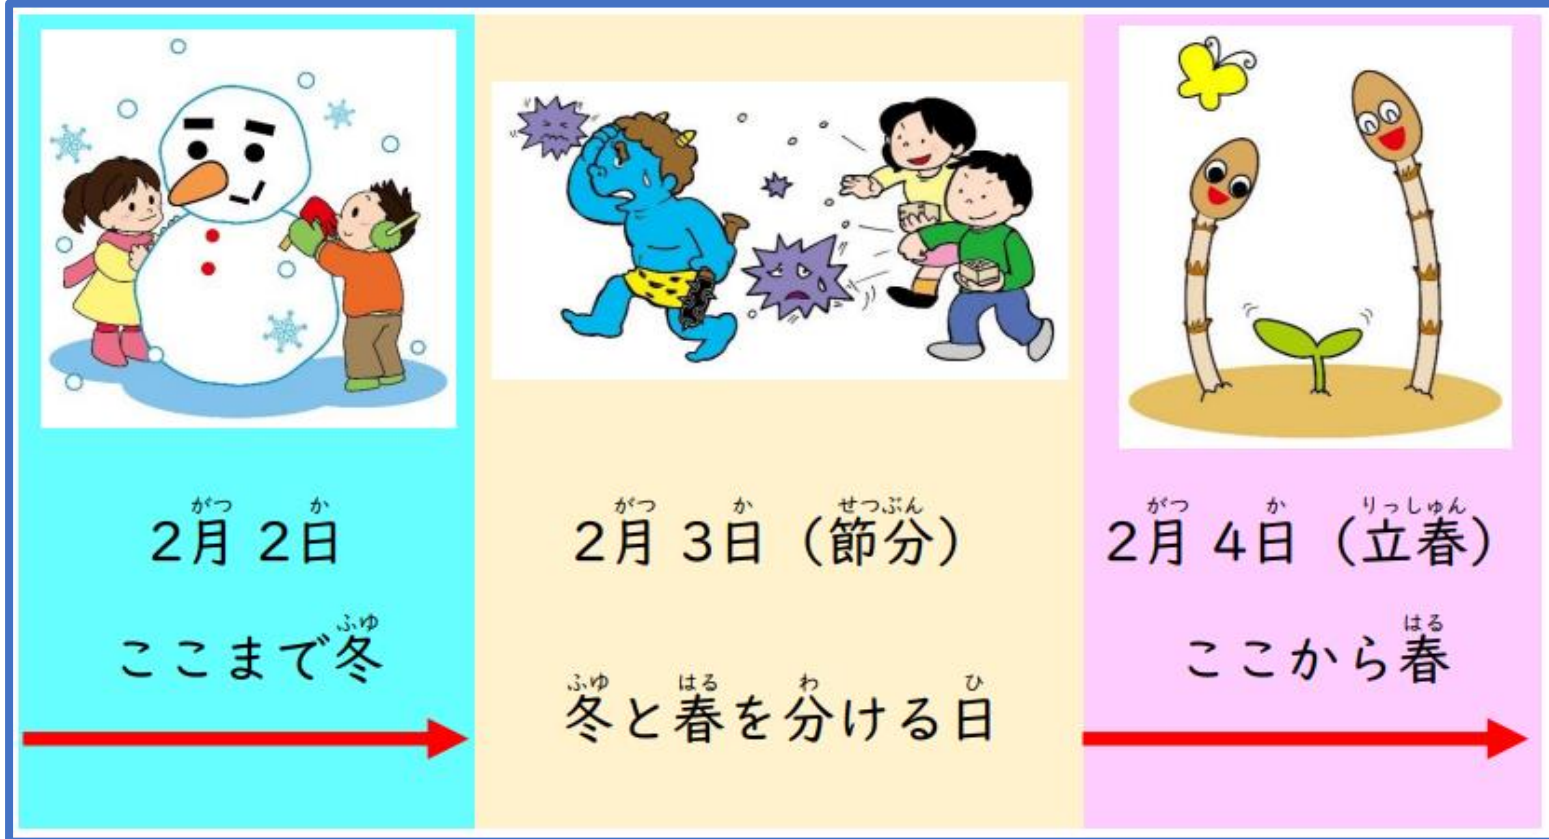 2月 2日
ここまで冬
2月 3日（節分）
冬と春を分ける日
2月 4日（立春）
ここから春